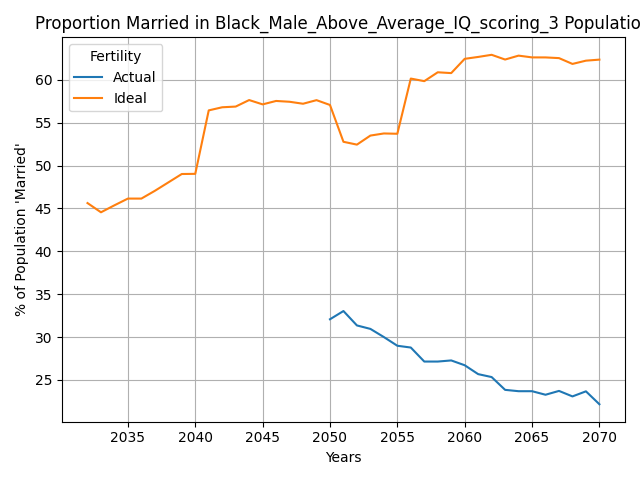 Proportion Married in Black_Male_Above_Average_IQ_scoring_3 Populatio
Fertility
Actual
Ideal
60
55
50
45
40
35
30
25
% of Population 'Married'
2035 2040 2045 2050 2055 2060 2065 2070
Years